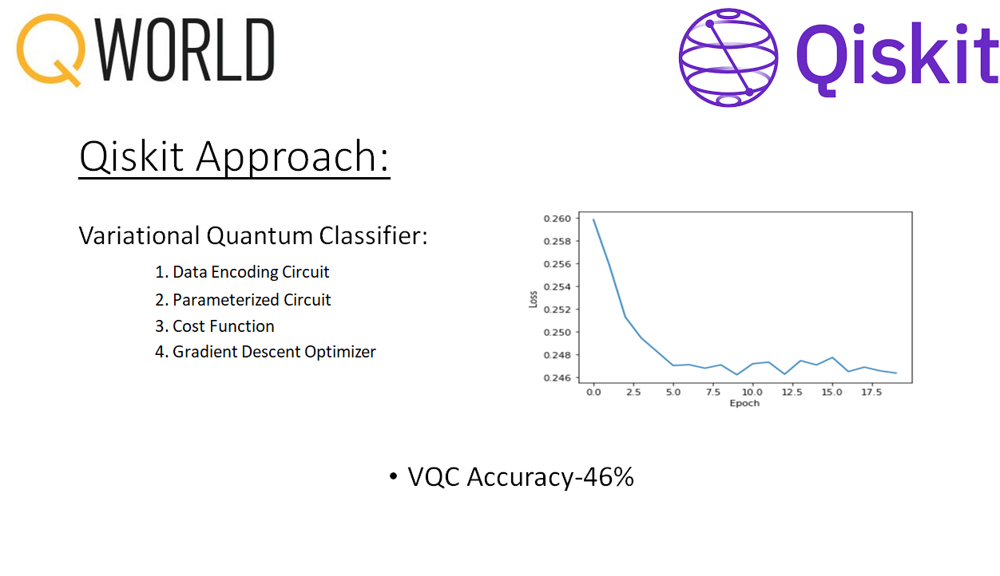 QWORLD
Qiskit
Qiskit Approach:
Variational Quantum Classifier:
1. Data Encoding Circuit
2. Parameterized Circuit
3. Cost Function
4. Gradient Descent Optimizer
0.260
0.258
0.256
0.254
0.252
0.250
0.248
0.246
Loss
0.0 2.5 5.0 7.5 10.0 12.5 15.0 17.5
Epoch
• VQC Accuracy-46%